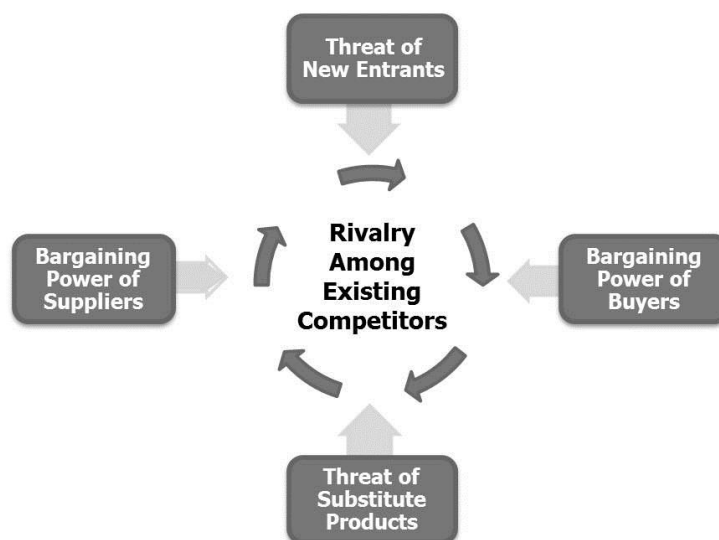 Threat of
New Entrants
Bargaining
Power of
Suppliers
Rivalry
Among
Existing
Competitors
Bargaining
Power of
Buyers
Threat of
Substitute
Products